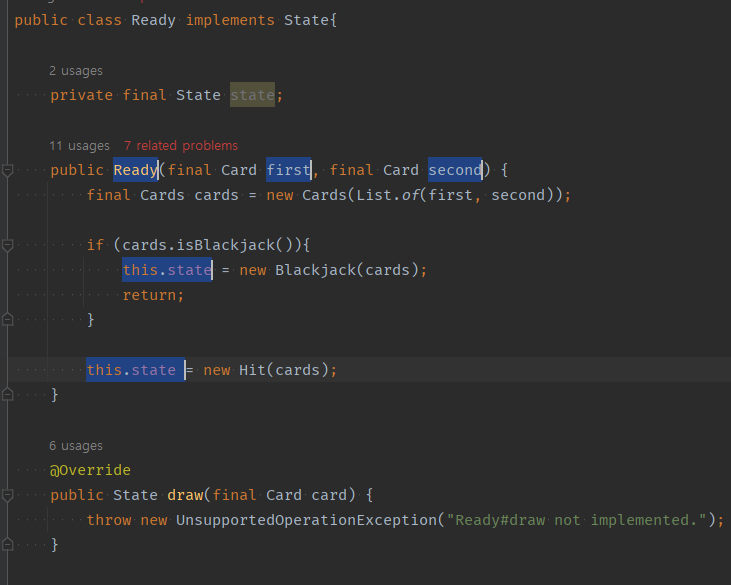 public class Ready implements State{
2 usages
private final State state;
11 usages 7 related problems
public Ready(final Card first, final Card second) {
final Cards cards = new Cards(List.of(first, second));
if (cards.isBlackjack()){
this.state = new Blackjack(cards);
return;
}
this.state = new Hit(cards);
}
6 usages
@Override
public State draw(final Card card) {
throw new UnsupportedOperationException("Ready#draw not implemented.");
}